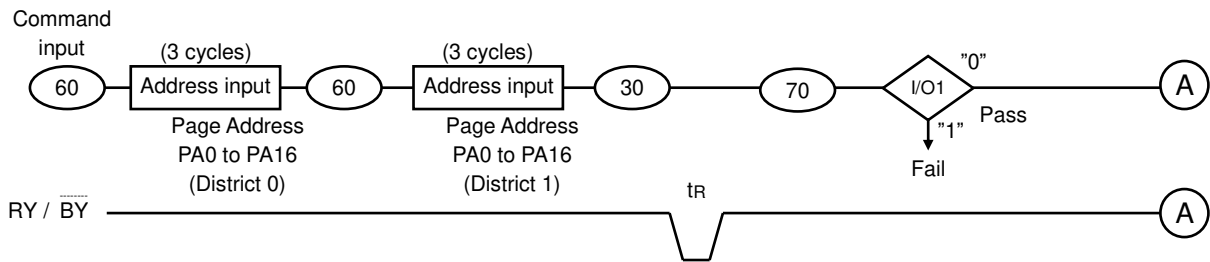 Command
input
(3 cycles)
(3 cycles)
60
Address input
60
Address input
30
70
I/O1
"0"
"1"
Pass
Fail
A
Page Address
PA0 to PA16
(District 0)
Page Address
PA0 to PA16
(District 1)
tR
RY / BY
A